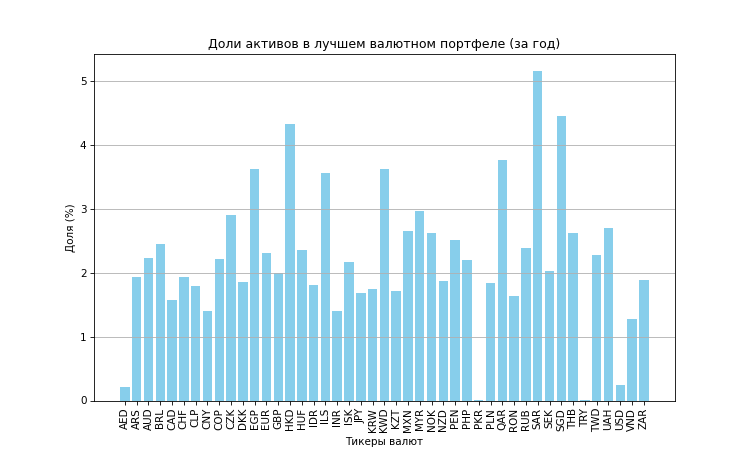 Доли активов в лучшем валютном портфеле (за год)
Доля (%)
5
4
3
2
1
0
AED ARS AUD BRL CAD CHF CLP CNY COP CZK DKK EGP EUR GBP HKD HUF IDR ILS INR ISK JPY KRW KWD KZT MXN MYR NOK NZD PEN PHP PKR PLN QAR RON RUB SAR SEK SGD THB TRY TWD UAH USD VND ZAR
Тикеры валют